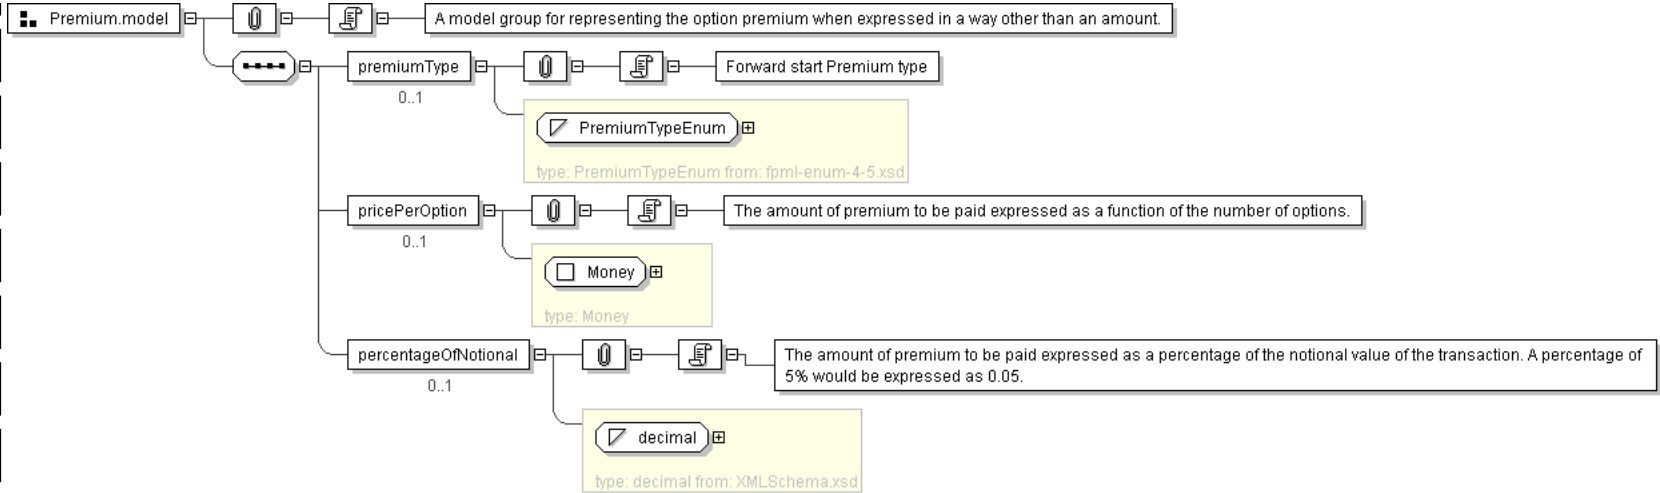 Premium.model
A model group for representing the option premium when expressed in a way other than an amount.
premiumType
Forward start Premium type
0..1
PremiumTypeEnum
type: PremiumTypeEnum from: fpml-enum-4-5.xsd
pricePerOption
The amount of premium to be paid expressed as a function of the number of options.
0..1
Money
type: Money
percentageOfNotional
The amount of premium to be paid expressed as a percentage of the notional value of the transaction. A percentage of
5% would be expressed as 0.05.
0..1
decimal
type: decimal from: XMLSchema.xsd